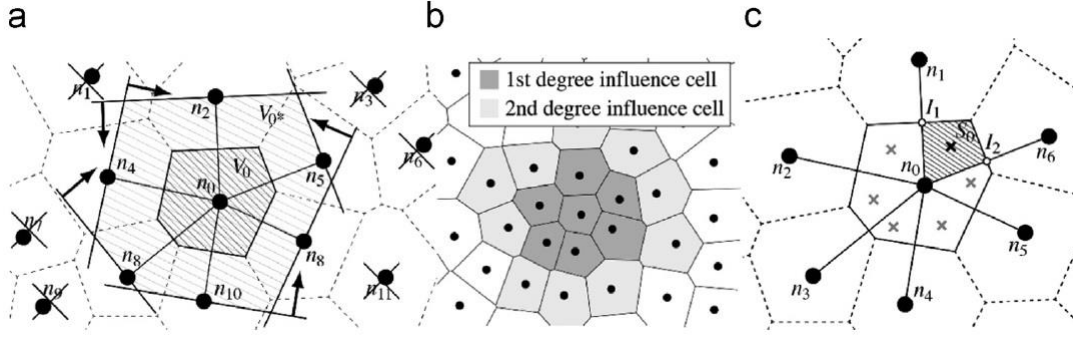 a
n1
n2
V0*
n3
n6
n4
V0
n0
n5
n7
n8
n8
n9
n10
n11
b
1st degree influence cell
2nd degree influence cell
c
n1
I1
S0
I2
n6
n2
n0
n5
n3
n4